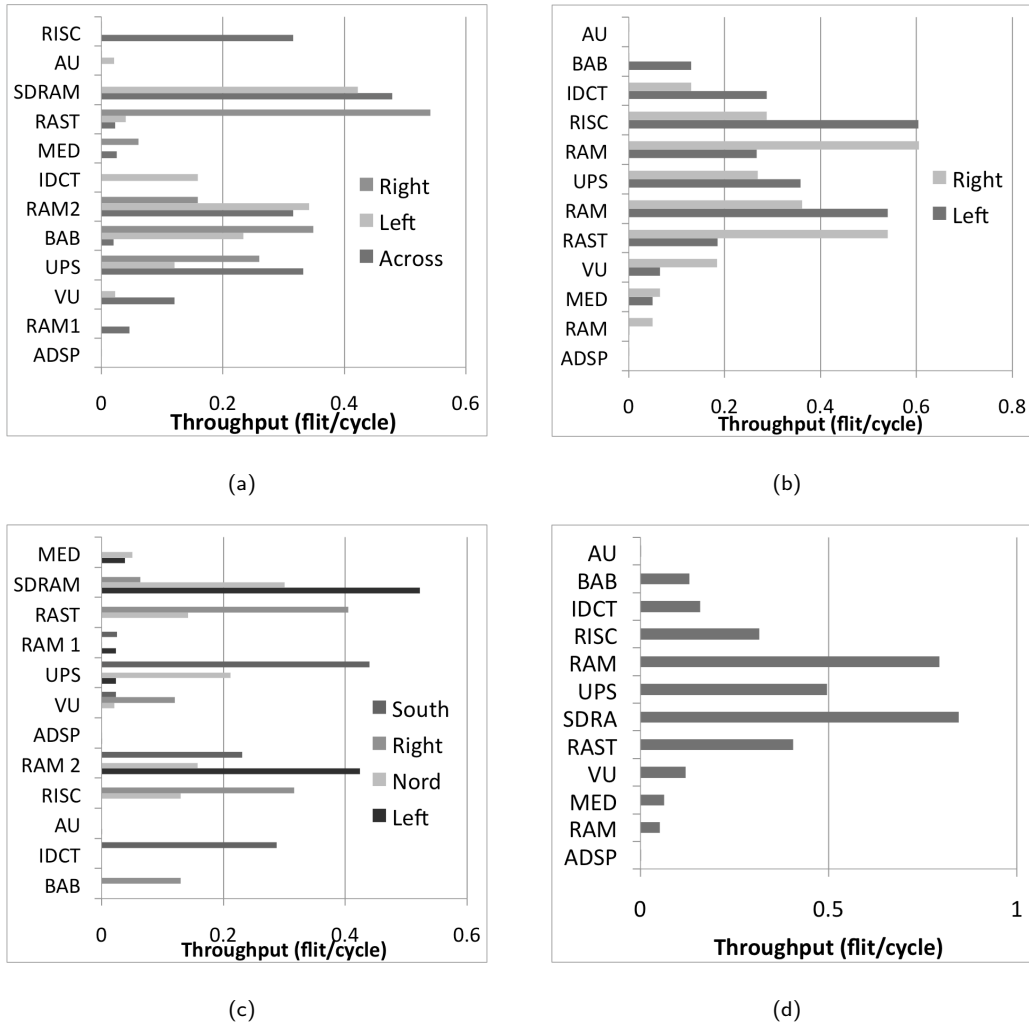 RISC
AU
SDRAM
RAST
MED
IDCT
RAM2
BAB
UPS
VU
RAM1
ADSP
Right
Left
Across
0 0.2 0.4 0.6
Throughput (flit/cycle)
(a)
AU
BAB
IDCT
RISC
RAM
UPS
RAM
RAST
VU
MED
RAM
ADSP
Right
Left
0 0.2 0.4 0.6 0.8
Throughput (flit/cycle)
(b)
MED
SDRAM
RAST
RAM 1
UPS
VU
ADSP
RAM 2
RISC
AU
IDCT
BAB
South
Right
Nord
Left
0 0.2 0.4 0.6
Throughput (flit/cycle)
(c)
AU
BAB
IDCT
RISC
RAM
UPS
SDRA
RAST
VU
MED
RAM
ADSP
0 0.5 1
Throughput (flit/cycle)
(d)